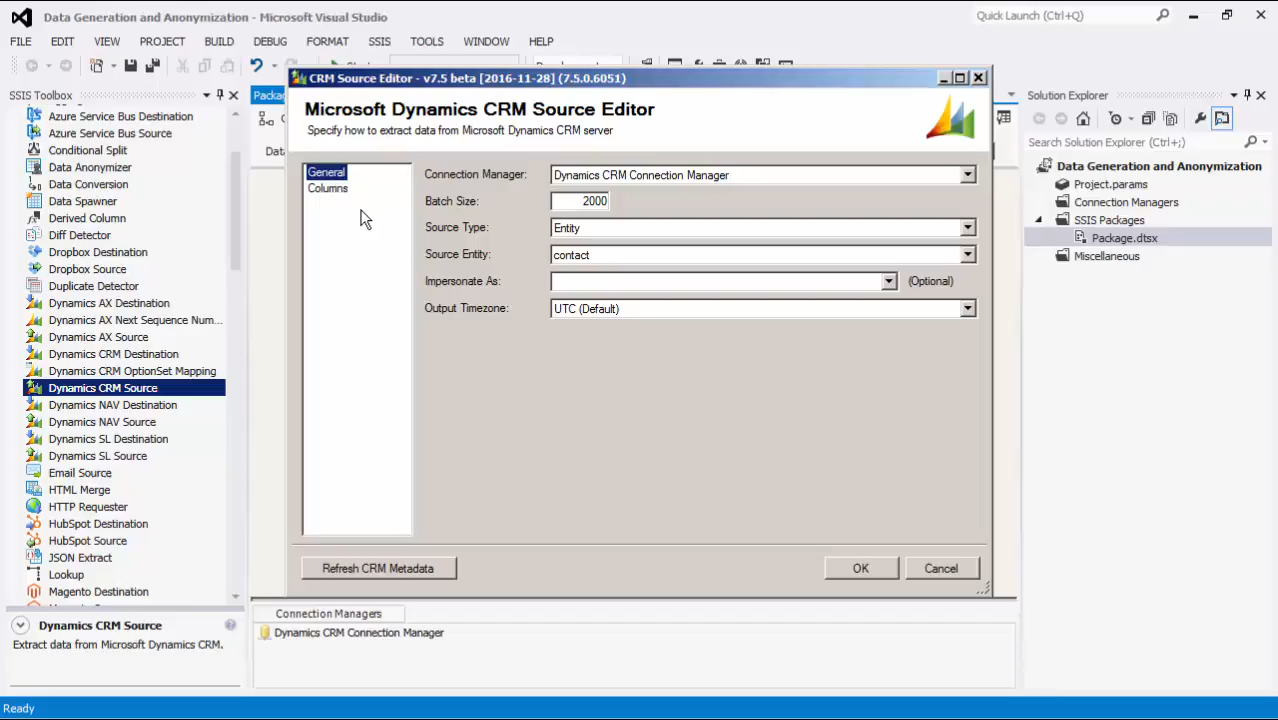 Data Generation and Anonymization - Microsoft Visual Studio
Quick Launch (Ctrl+Q)
FILE EDIT VIEW PROJECT BUILD DEBUG FORMAT SSIS TOOLS WINDOW HELP
SSIS Toolbox
Azure Service Bus Destination
Azure Service Bus Source
Conditional Split
Data Anonymizer
Data Conversion
Data Spawner
Derived Column
Diff Detector
Dropbox Destination
Dropbox Source
Duplicate Detector
Dynamics AX Destination
Dynamics AX Next Sequence Num...
Dynamics AX Source
Dynamics CRM Destination
Dynamics CRM OptionSet Mapping
Dynamics CRM Source
Dynamics NAV Destination
Dynamics NAV Source
Dynamics SL Destination
Dynamics SL Source
Email Source
HTML Merge
HTTP Requester
HubSpot Destination
HubSpot Source
JSON Extract
Lookup
Magento Destination
Dynamics CRM Source
Extract data from Microsoft Dynamics CRM.
CRM Source Editor - v7.5 beta [2016-11-28] (7.5.0.6051)
Microsoft Dynamics CRM Source Editor
Specify how to extract data from Microsoft Dynamics CRM server
General
Columns
Connection Manager: Dynamics CRM Connection Manager
Batch Size: 2000
Source Type: Entity
Source Entity: contact
Impersonate As: (Optional)
Output Timezone: UTC (Default)
Refresh CRM Metadata
OK
Cancel
Connection Managers
Dynamics CRM Connection Manager
Solution Explorer
Search Solution Explorer (Ctrl+;)
Data Generation and Anonymization
Project.params
Connection Managers
SSIS Packages
Package.dtsx
Miscellaneous
Ready